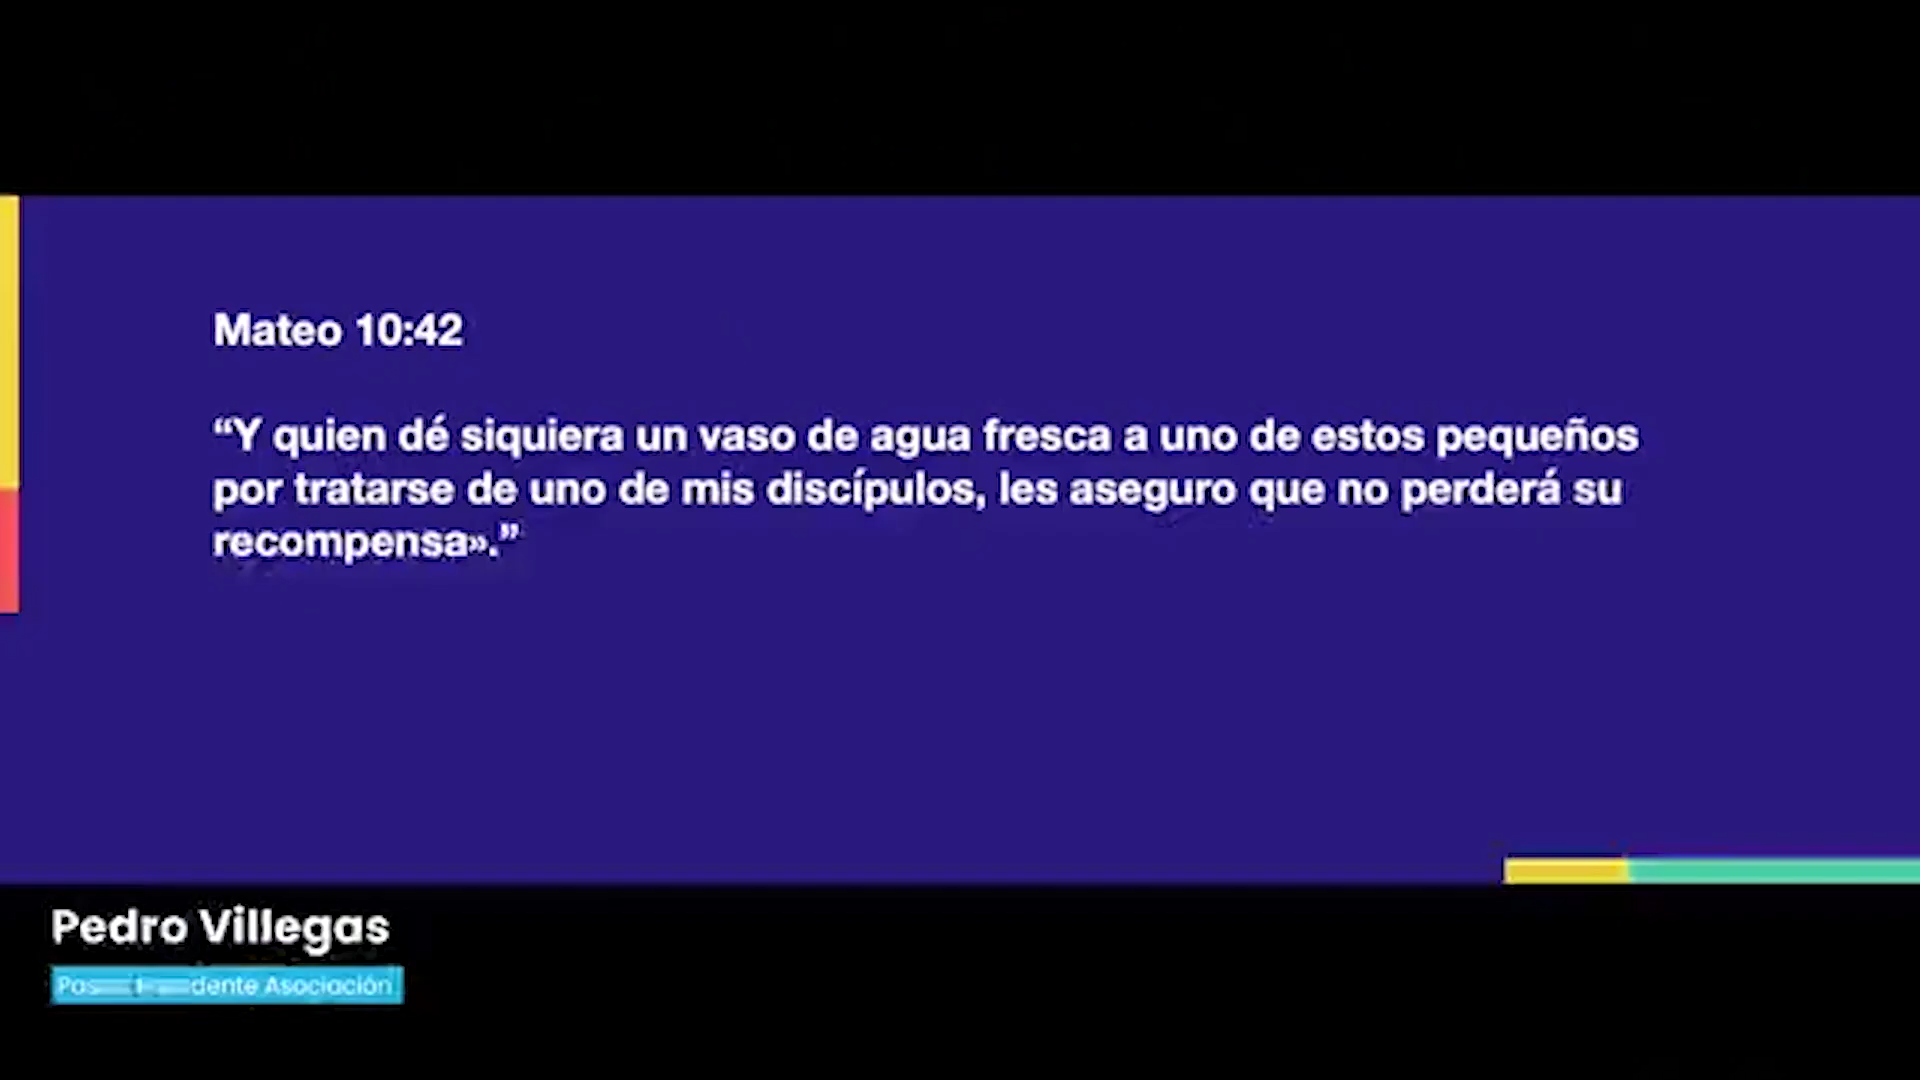 Mateo 10:42
“Y quien dé siquiera un vaso de agua fresca a uno de estos pequeños
por tratarse de uno de mis discípulos, les aseguro que no perderá su
recompensa».”
Pedro Villegas
Asociación